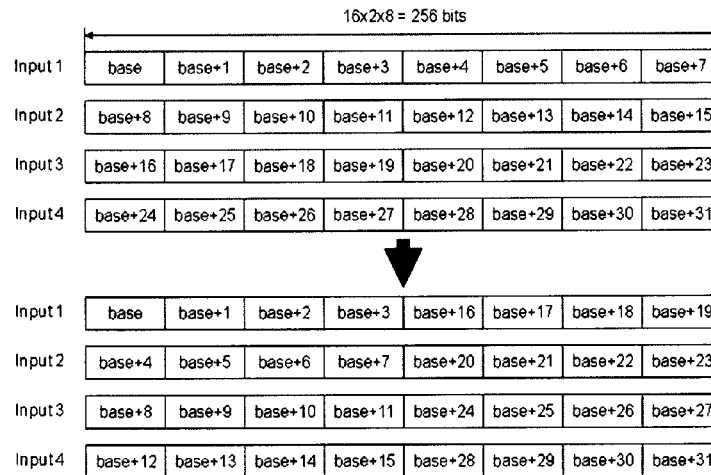 16x2x8 = 256 bits
Input 1 base base+1 base+2 base+3 base+4 base+5 base+6 base+7
Input 2 base+8 base+9 base+10 base+11 base+12 base+13 base+14 base+15
Input 3 base+16 base+17 base+18 base+19 base+20 base+21 base+22 base+23
Input 4 base+24 base+25 base+26 base+27 base+28 base+29 base+30 base+31
Input 1 base base+1 base+2 base+3 base+16 base+17 base+18 base+19
Input 2 base+4 base+5 base+6 base+7 base+20 base+21 base+22 base+23
Input 3 base+8 base+9 base+10 base+11 base+24 base+25 base+26 base+27
Input 4 base+12 base+13 base+14 base+15 base+28 base+29 base+30 base+31